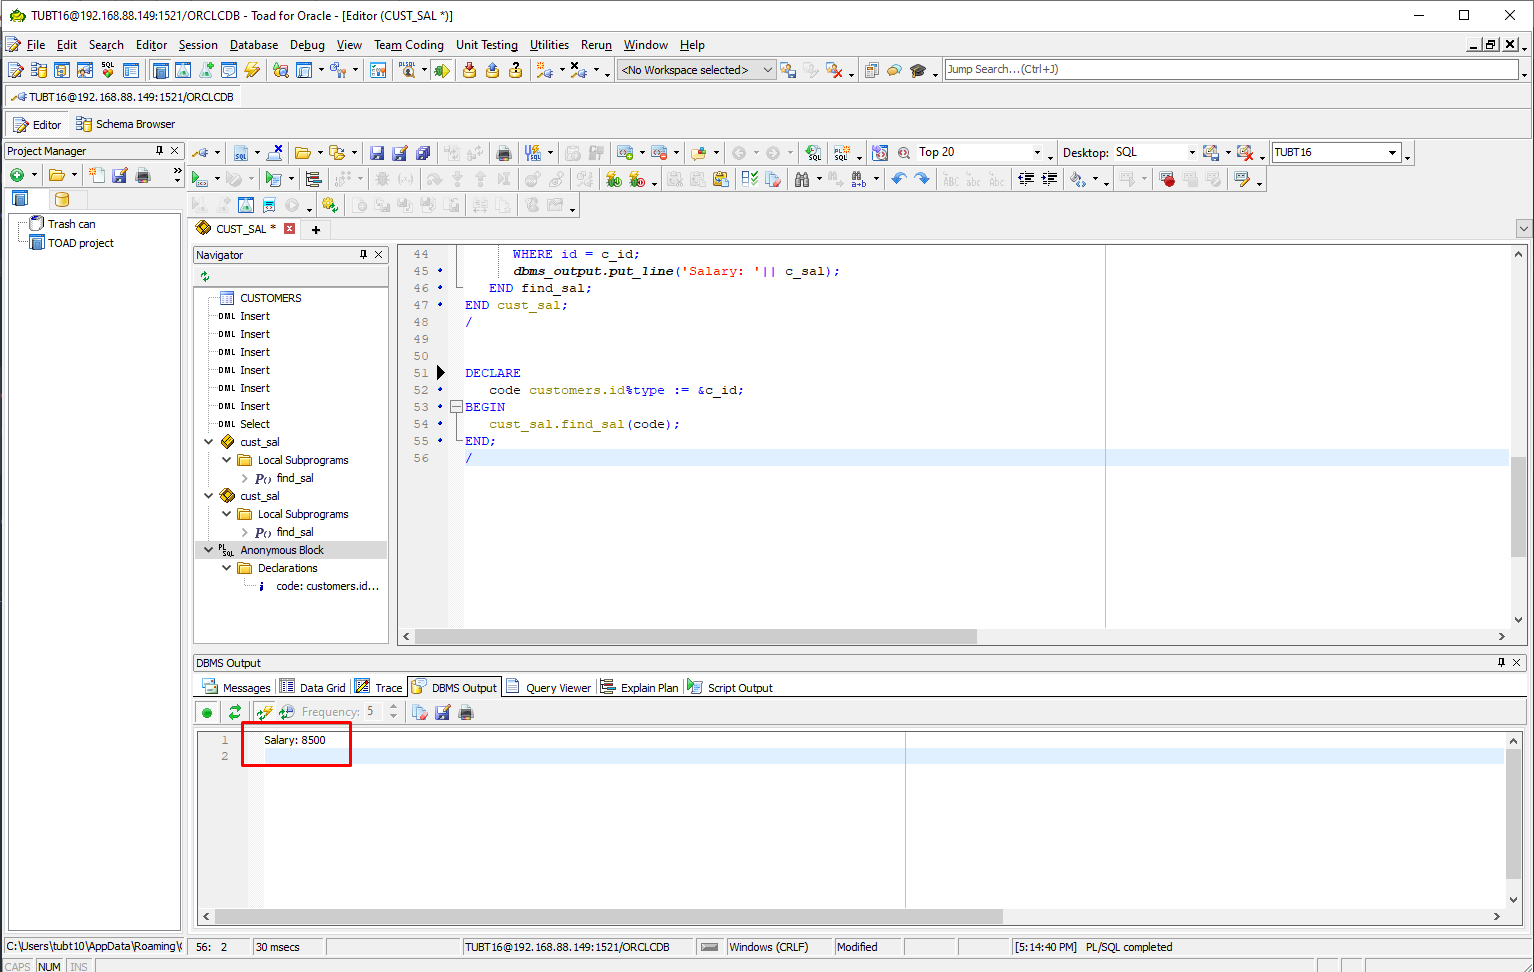 TUBT16@192.168.88.149:1521/ORCLCDB - Toad for Oracle - [Editor (CUST_SAL *)]
File Edit Search Editor Session Database Debug View Team Coding Unit Testing Utilities Rerun Window Help
<No Workspace selected> Jump Search...(Ctrl+J)
TUBT16@192.168.88.149:1521/ORCLCDB
Editor Schema Browser
Project Manager
Top 20 Desktop: SQL TUBT16
Trash can
TOAD project
CUST_SAL *
Navigator
CUSTOMERS
DML Insert
DML Insert
DML Insert
DML Insert
DML Insert
DML Insert
DML Select
cust_sal
Local Subprograms
P() find_sal
cust_sal
Local Subprograms
P() find_sal
PL SQL Anonymous Block
Declarations
i code: customers.id...
44 WHERE id = c_id;
45 dbms_output.put_line('Salary: '|| c_sal);
46 END find_sal;
47 END cust_sal;
48 /
49
50
51 DECLARE
52 code customers.id%type := &c_id;
53 BEGIN
54 cust_sal.find_sal(code);
55 END;
56 /
DBMS Output
Messages Data Grid Trace DBMS Output Query Viewer Explain Plan Script Output
Frequency: 5
1 Salary: 8500
2
C:\Users\tubt10\AppData\Roaming\ 56: 2 30 msecs TUBT16@192.168.88.149:1521/ORCLCDB Windows (CRLF) Modified [5:14:40 PM] PL/SQL completed
CAPS NUM INS